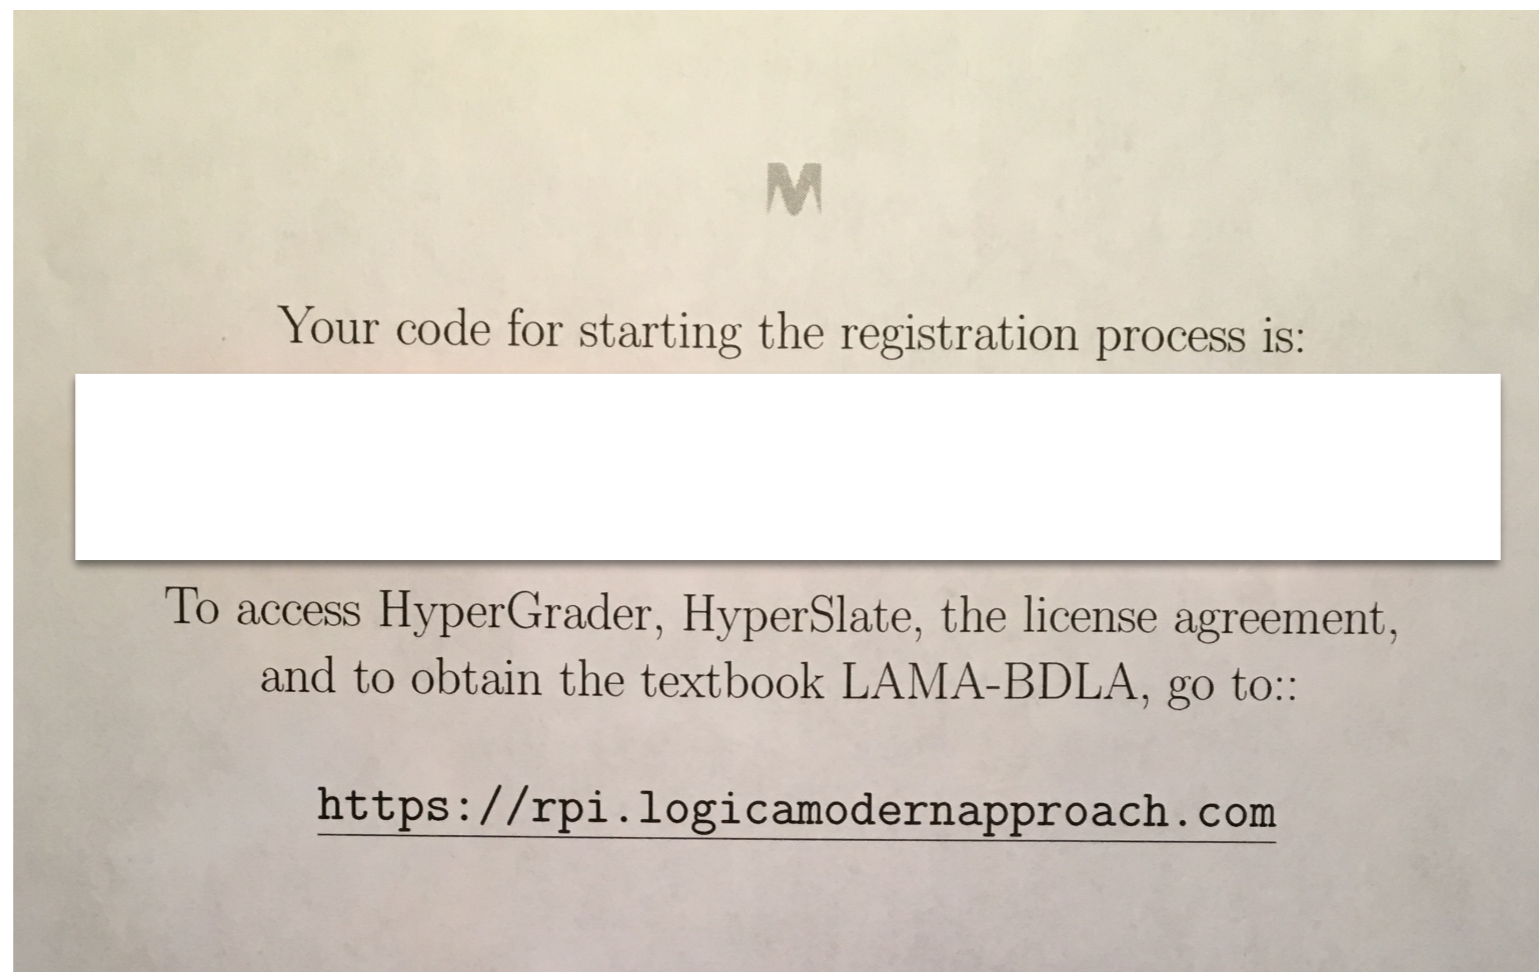 M
Your code for starting the registration process is:
To access HyperGrader, HyperSlate, the license agreement,
and to obtain the textbook LAMA-BDLA, go to::
https://rpi.logicamodernapproach.com